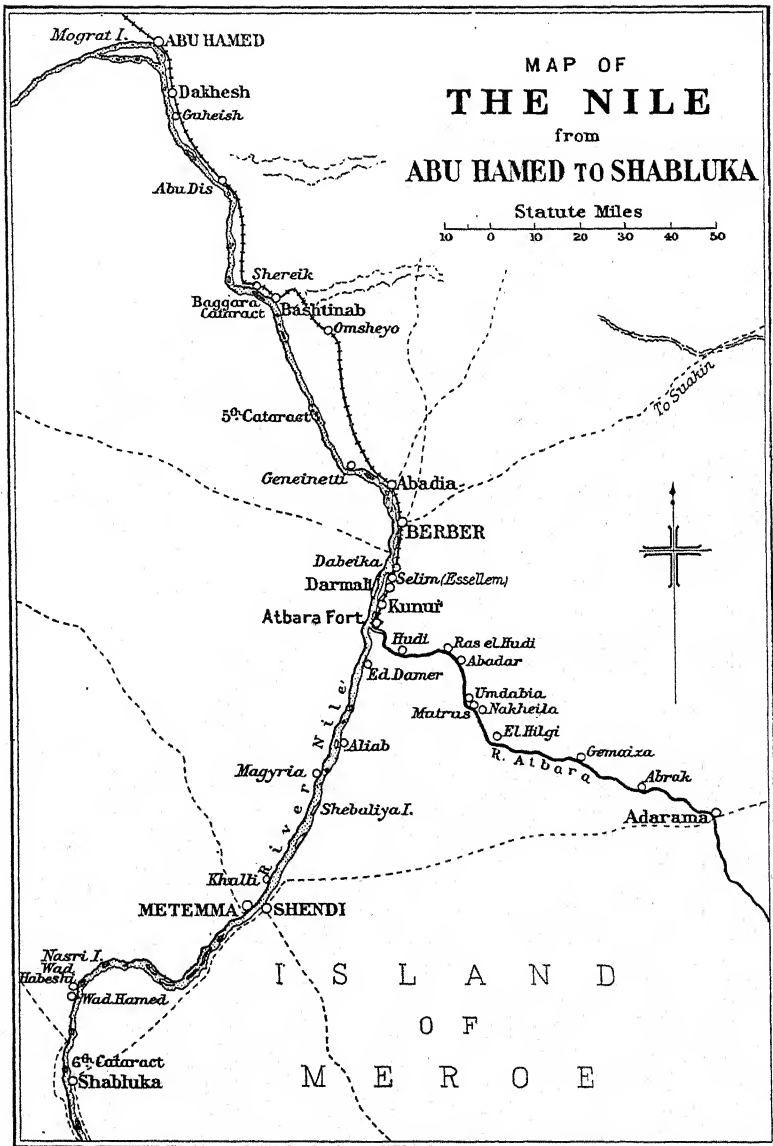 MAP OF
THE NILE
from
ABU HAMED TO SHABLUKA
Statute Miles
10 0 10 20 30 40 50
Mograt I.
ABU HAMED
Dakhesh
Guheish
Abu Dis
Shereik
Baggara
Cataract
Bashtinab
Omsheyo
To Suakin
5th Cataract
Geneinetti
Abadia
BERBER
Dabeika
Selim (Essellem)
Darmali
Kunur
Atbara Fort
Hudi
Ras el Hudi
Abadar
Ed Damer
Umdabia
Matrus
Nakheila
El Hilgi
R. Atbara
Gemaixa
Abrak
Adarama
River Nile
Aliab
Magyria
Shebaliya I.
Khalti
METEMMA
SHENDI
Nasri I.
Wad
Habeshi
Wad Hamed
6th Cataract
Shabluka
ISLAND
OF
MEROE